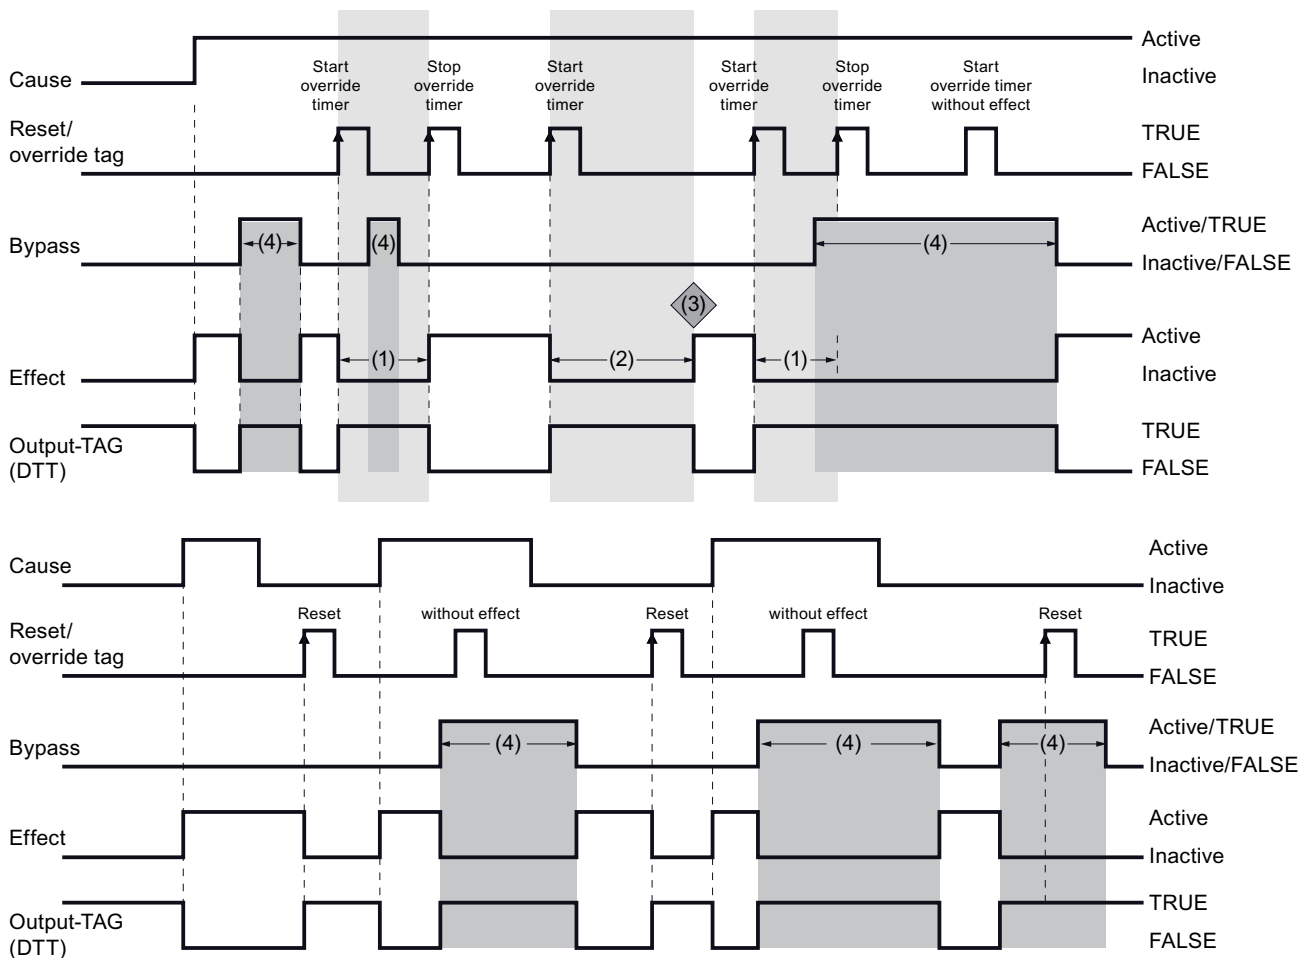 Active
Cause
Inactive
Start
override
timer
Stop
override
timer
Start
override
timer
Start
override
timer
Stop
override
timer
Start
override timer
without effect
Reset/
override tag
TRUE
FALSE
Bypass
(4)
(4)
(4)
Active/TRUE
Inactive/FALSE
(3)
Effect
(1)
(2)
(1)
Active
Inactive
Output-TAG
(DTT)
TRUE
FALSE
Cause
Active
Inactive
Reset/
override tag
Reset
without effect
Reset
without effect
Reset
TRUE
FALSE
Bypass
(4)
(4)
(4)
Active/TRUE
Inactive/FALSE
Effect
Active
Inactive
Output-TAG
(DTT)
TRUE
FALSE